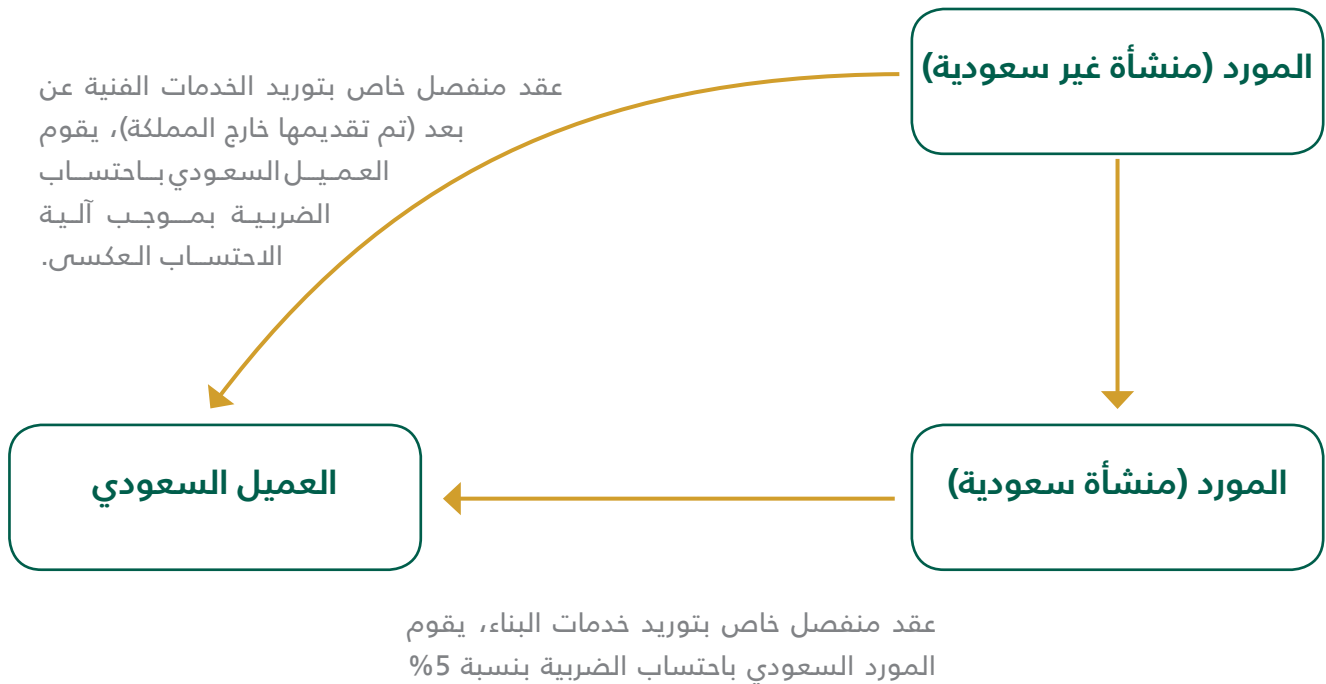 المورد (منشأة غير سعودية)
عقد منفصل خاص بتوريد الخدمات الفنية عن
بعد (تم تقديمها خارج المملكة)، يقوم
العميل السعودي باحتساب
الضريبة بموجب آلية
الاحتساب العكسي.
العميل السعودي
المورد (منشأة سعودية)
عقد منفصل خاص بتوريد خدمات البناء، يقوم
المورد السعودي باحتساب الضريبة بنسبة 5%